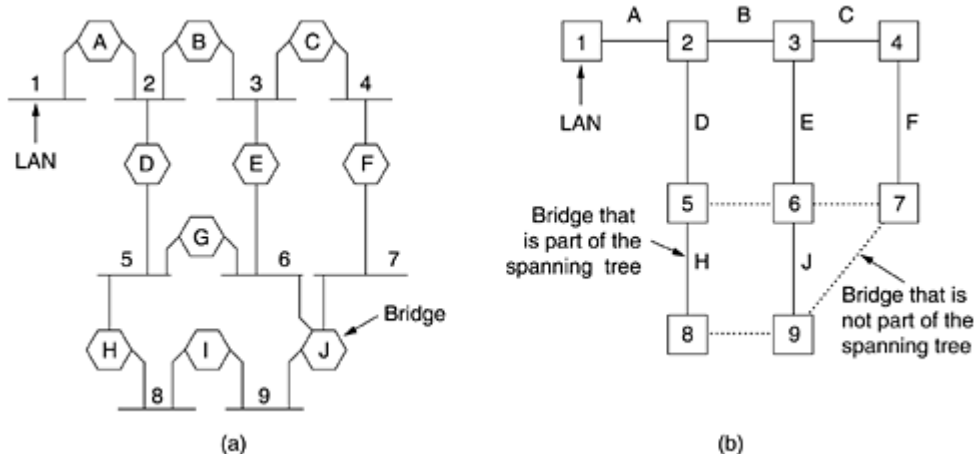 A
B
C
1
2
3
4
LAN
D
E
F
G
5
6
7
Bridge
H
I
J
8
9
(a)
A
B
C
1
2
3
4
LAN
D
E
F
5
6
7
Bridge that
is part of the
spanning tree
H
J
Bridge that is
not part of the
spanning tree
8
9
(b)